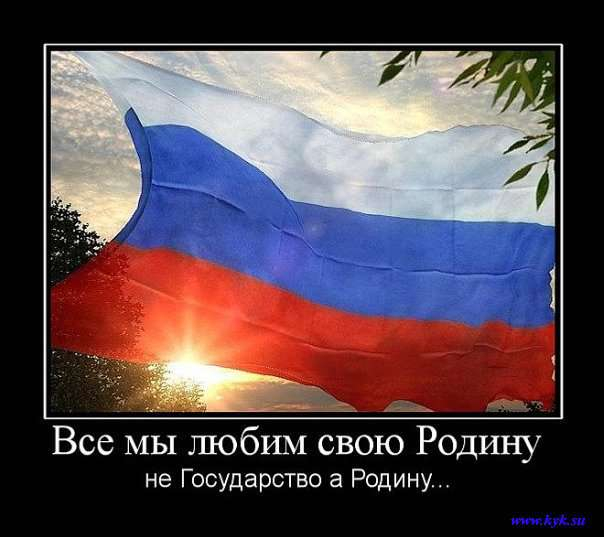 Все мы любим свою Родину
не Государство а Родину...
www.kyk.su